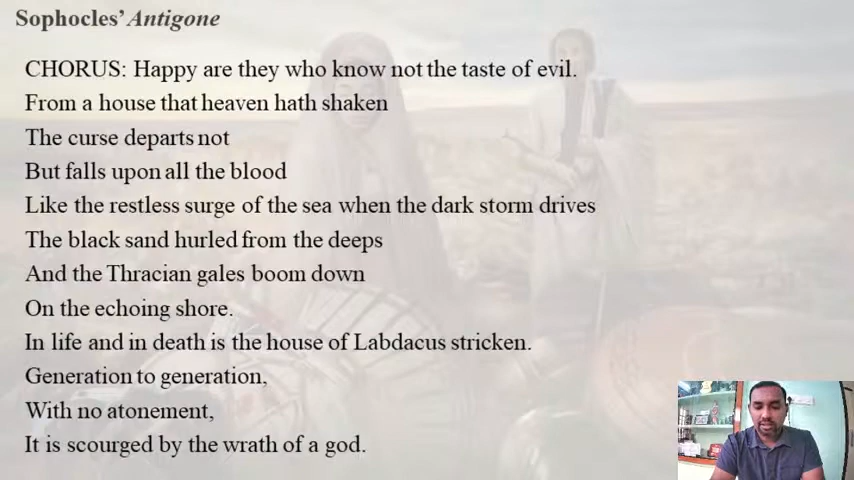 Sophocles’ Antigone
CHORUS: Happy are they who know not the taste of evil.
From a house that heaven hath shaken
The curse departs not
But falls upon all the blood
Like the restless surge of the sea when the dark storm drives
The black sand hurled from the deeps
And the Thracian gales boom down
On the echoing shore.
In life and in death is the house of Labdacus stricken.
Generation to generation,
With no atonement,
It is scourged by the wrath of a god.